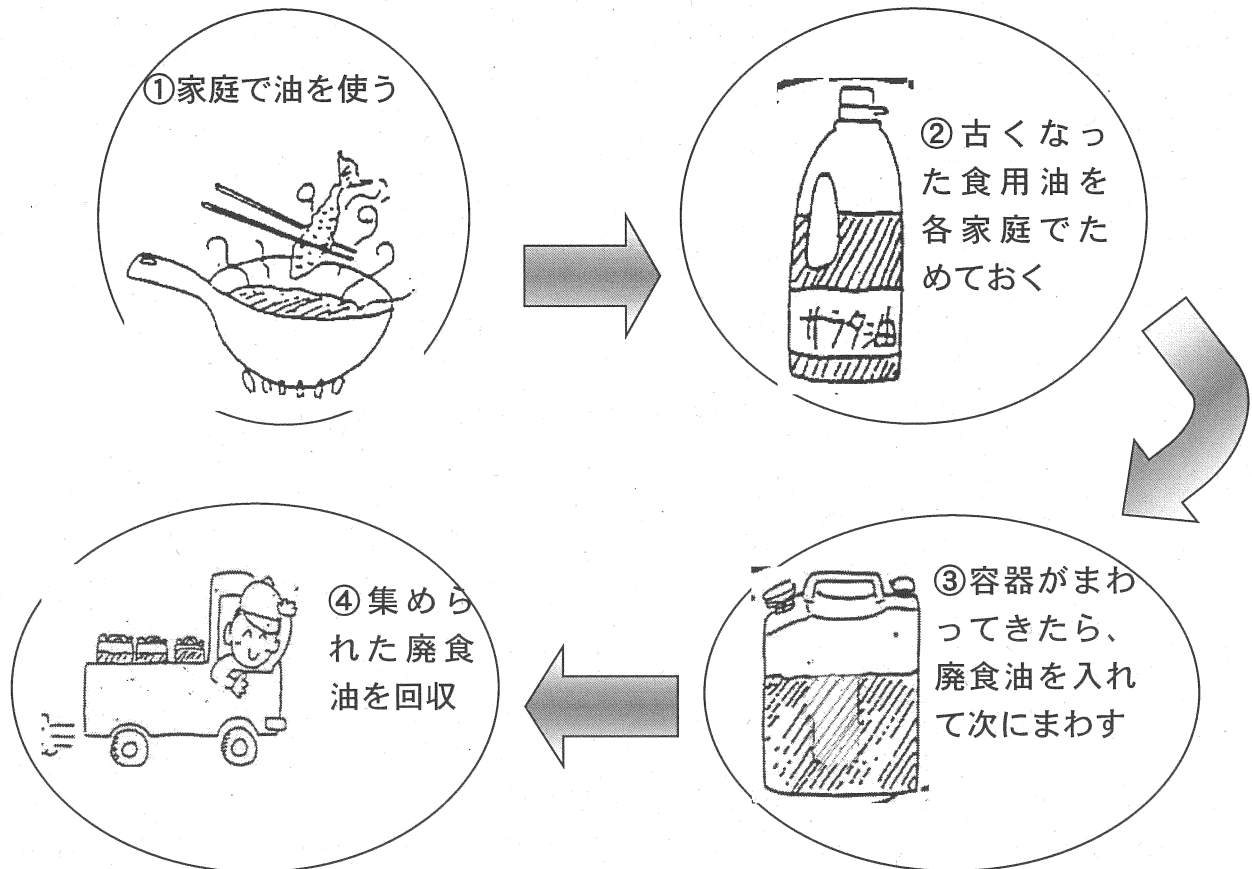 ①家庭で油を使う
②古くなっ
た食用油を
各家庭でた
めておく
サラダ油
③容器がまわ
ってきたら、
廃食油を入れ
て次にまわす
④集めら
れた廃食
油を回収